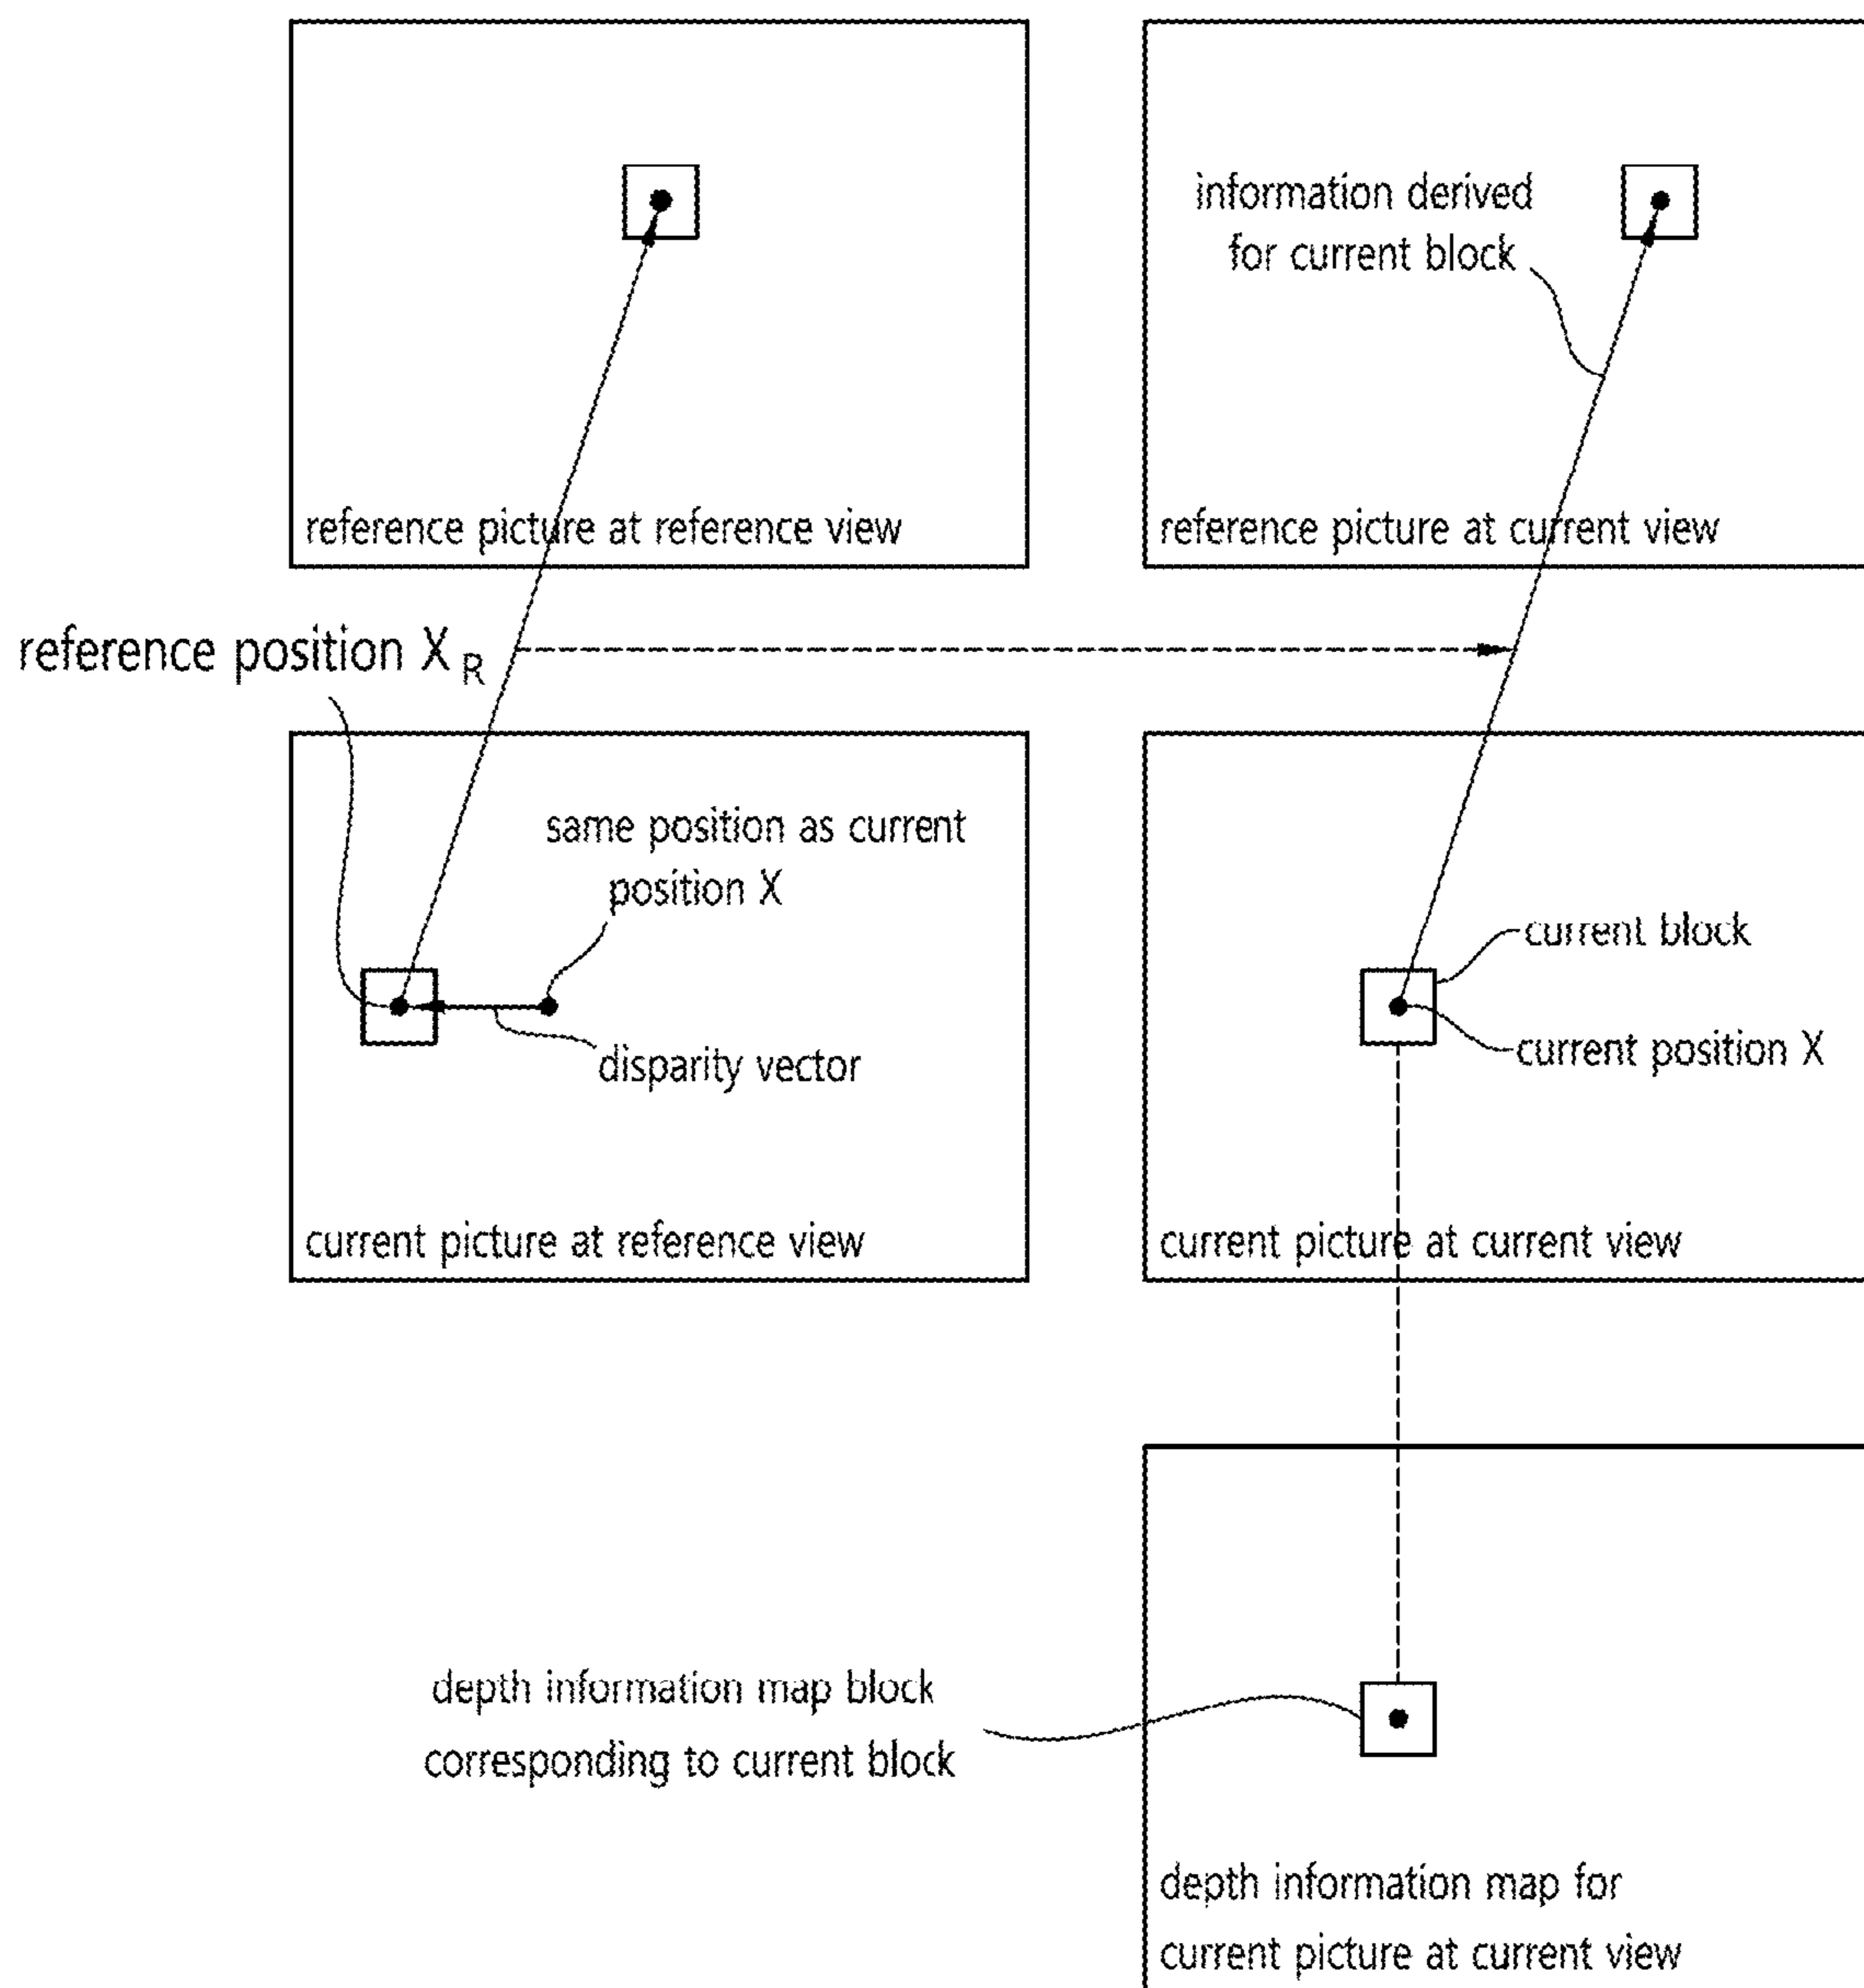 information derived
for current block
reference picture at reference view
reference picture at current view
reference position X R
same position as current
position X
current block
disparity vector
current position X
current picture at reference view
current picture at current view
depth information map block
corresponding to current block
depth information map for
current picture at current view